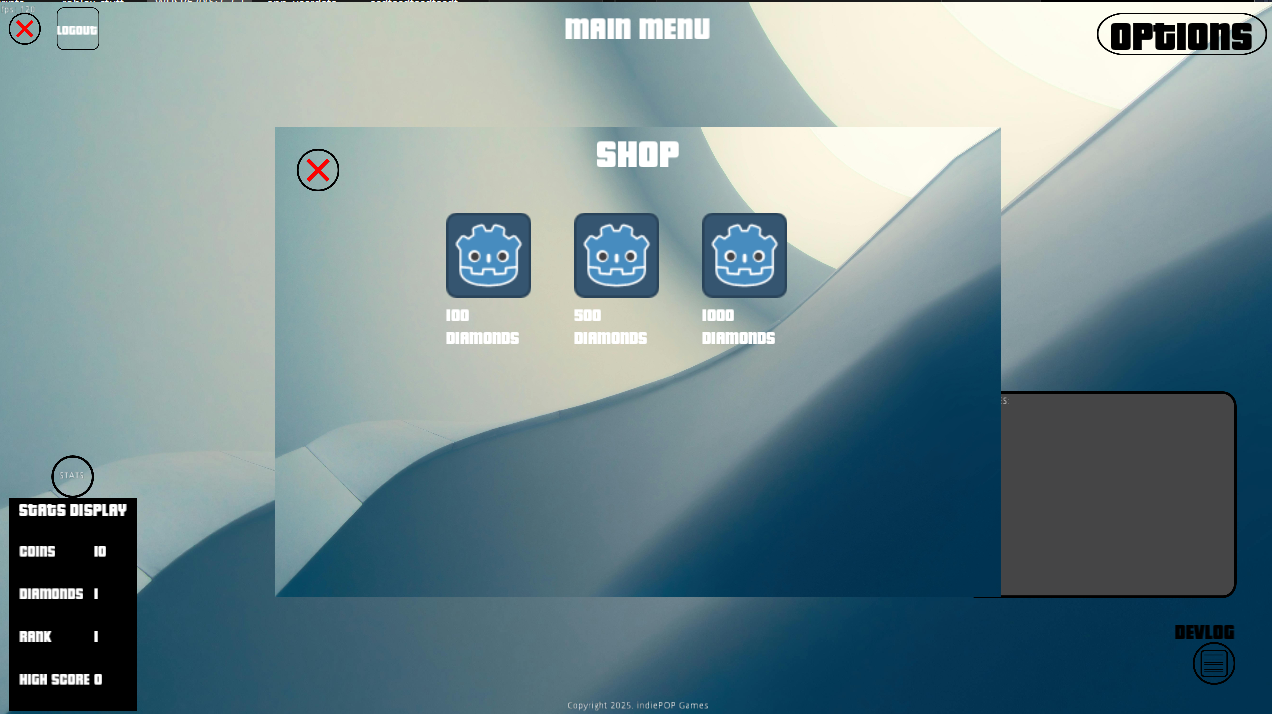 LOGOUT
MAIN MENU
OPTIONS
SHOP
100
DIAMONDS
500
DIAMONDS
1000
DIAMONDS
STATS
STATS DISPLAY
COINS 10
DIAMONDS 1
RANK 1
HIGH SCORE 0
DEVLOG
Copyright 2025, indiePOP Games